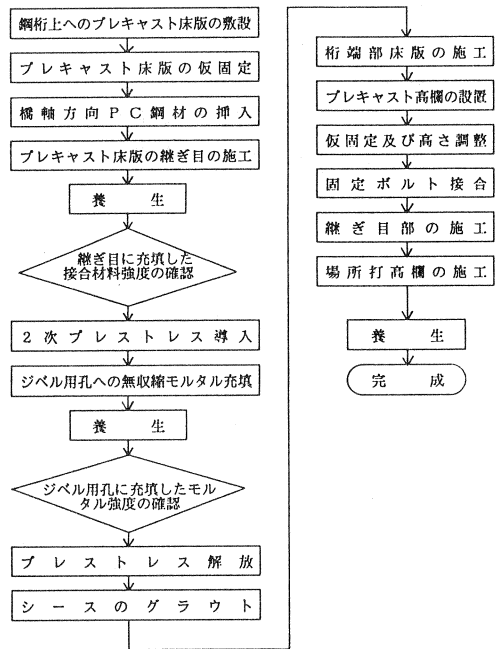 鋼桁上へのプレキャスト床版の敷設
プレキャスト床版の仮固定
橋軸方向PC鋼材の挿入
プレキャスト床版の継ぎ目の施工
養生
継ぎ目に充填した
接合材料強度の確認
2次プレストレス導入
ジベル用孔への無収縮モルタル充填
養生
ジベル用孔に充填したモル
タル強度の確認
プレストレス解放
シースのグラウト
桁端部床版の施工
プレキャスト高欄の設置
仮固定及び高さ調整
固定ボルト接合
継ぎ目部の施工
場所打高欄の施工
養生
完成